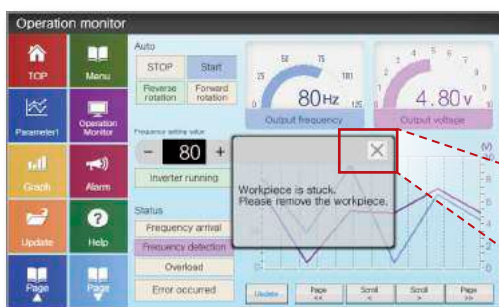 Operation monitor
TOP
Menu
Parameter1
Operation
Monitor
Graph
Alarm
Update
Help
Page
Page
Auto
STOP
Start
Reverse
rotation
Forward
rotation
Frequency setting value
- 80 +
Inverter running
Status
Frequency arrival
Frequency detection
Overload
Error occurred
0
25
50
75
101
125
80Hz
Output frequency
4.80 v
Output voltage
(V)
Workpiece is stuck.
Please remove the workpiece.
Update
Page
<<
Scroll
<
Scroll
>
Page
>>